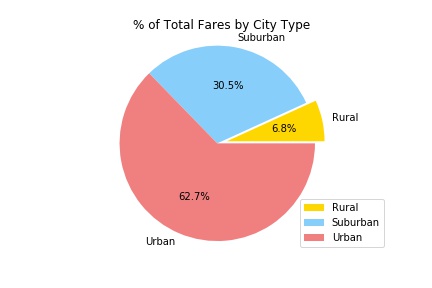 % of Total Fares by City Type
Suburban
30.5%
Rural
6.8%
62.7%
Urban
Rural
Suburban
Urban